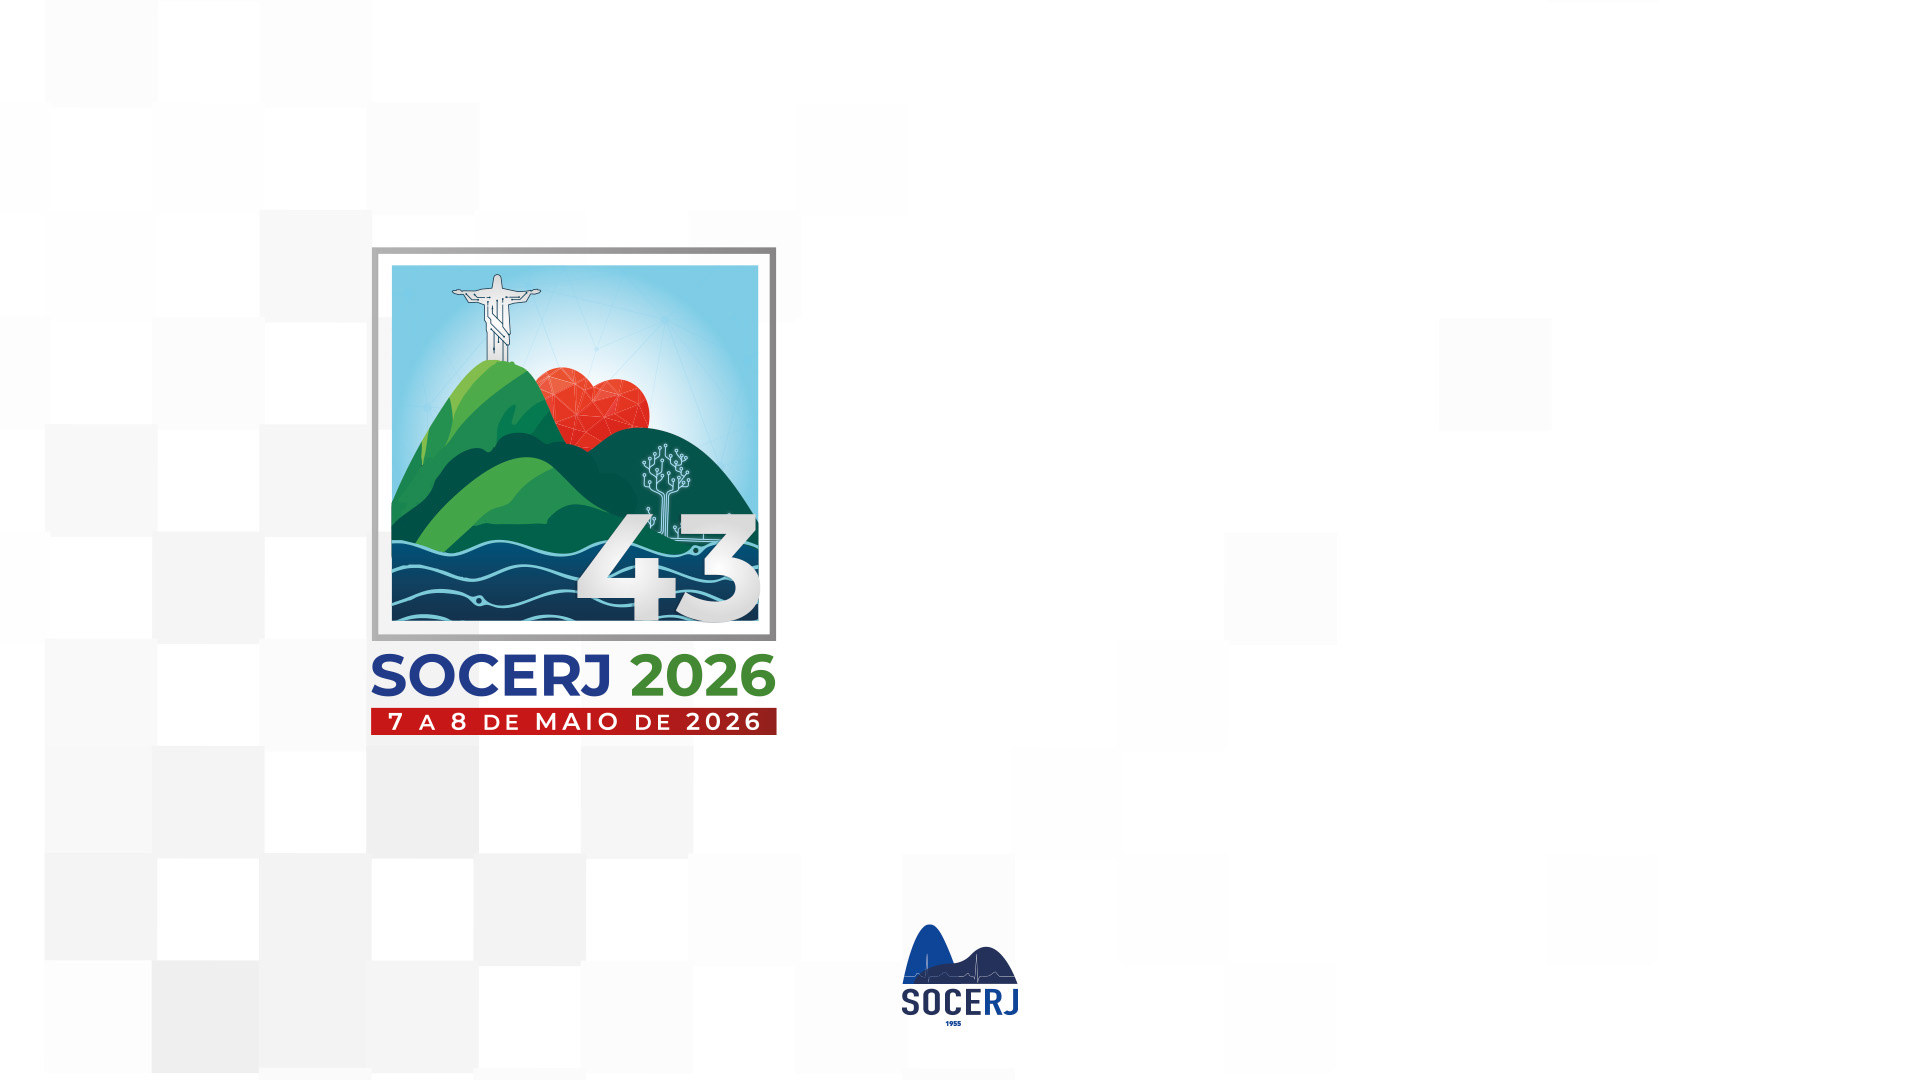 43
SOCERJ 2026
7 A 8 DE MAIO DE 2026
SOCERJ
1955